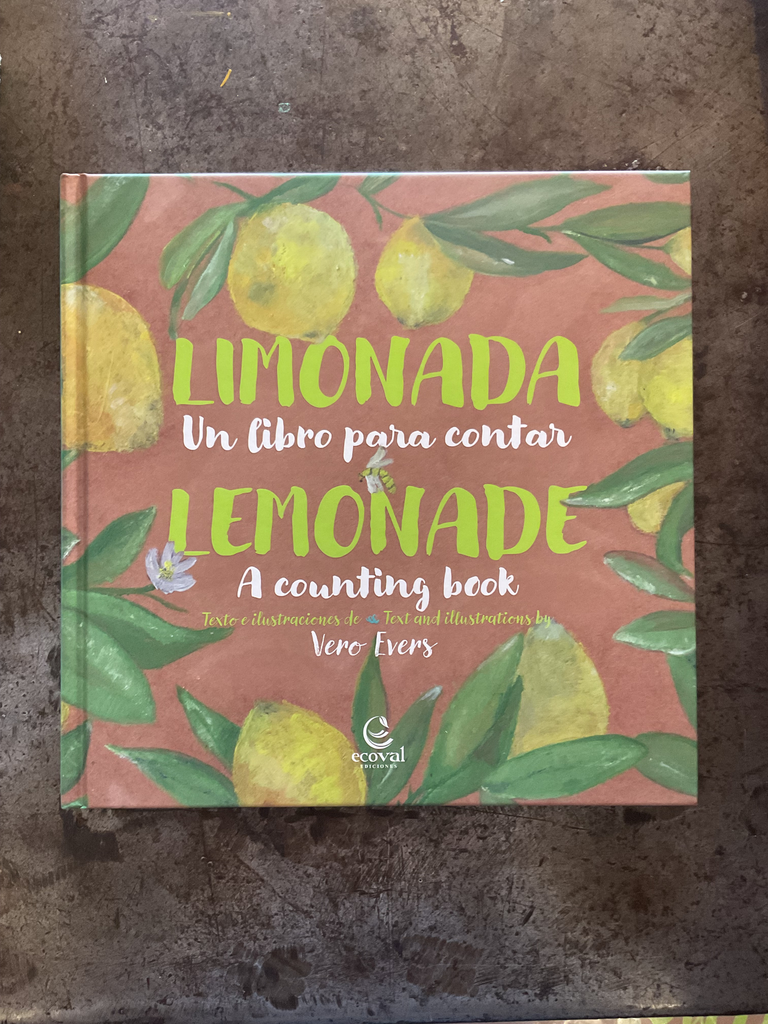 LIMONADA
Un libro para contar
LEMONADE
A counting book
Texto e ilustraciones de Text and illustrations by
Vero Evers
ecoval
EDICIONES